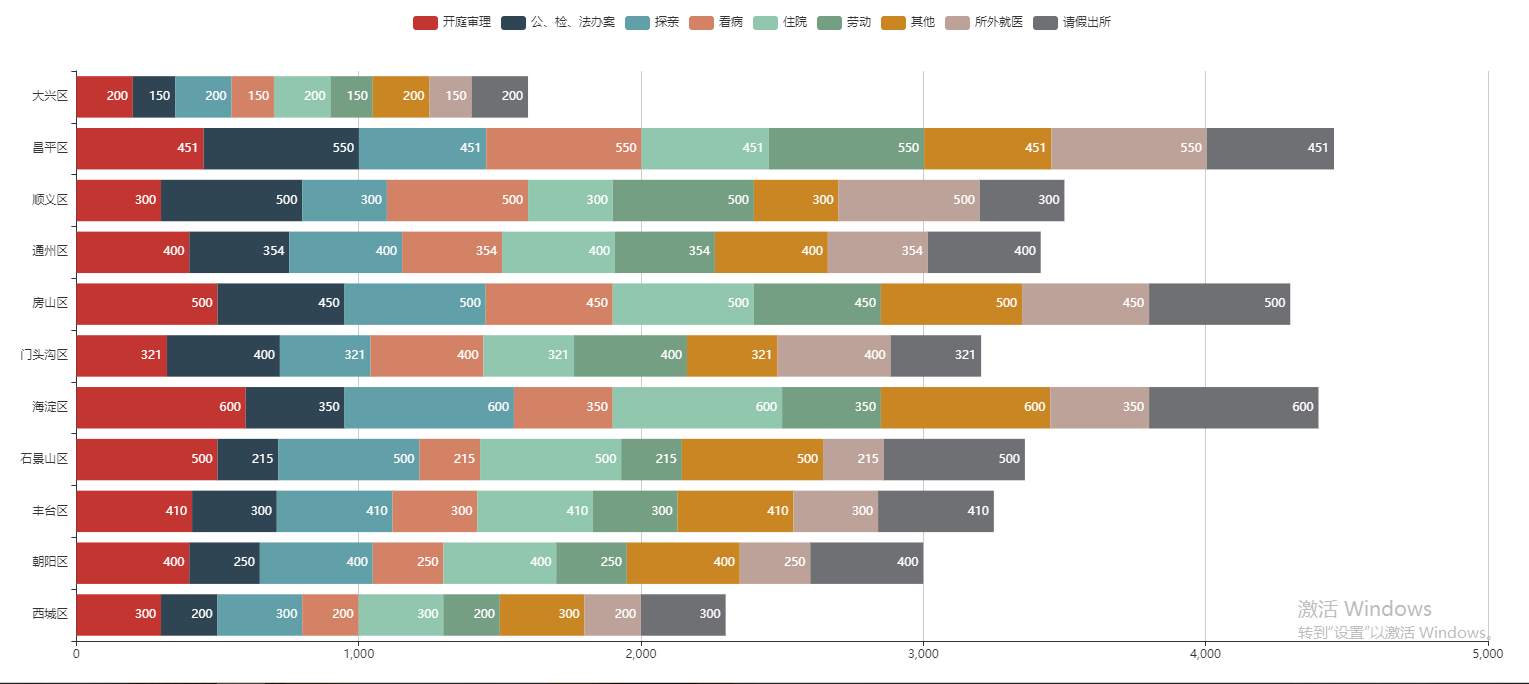 开庭审理 公、检、法办案 探亲 看病 住院 劳动 其他 所外就医 请假出所
大兴区 200 150 200 150 200 150 200 150 200
昌平区 451 550 451 550 451 550 451 550 451
顺义区 300 500 300 500 300 500 300 500 300
通州区 400 354 400 354 400 354 400 354 400
房山区 500 450 500 450 500 450 500 450 500
门头沟区 321 400 321 400 321 400 321 400 321
海淀区 600 350 600 350 600 350 600 350 600
石景山区 500 215 500 215 500 215 500 215 500
丰台区 410 300 410 300 410 300 410 300 410
朝阳区 400 250 400 250 400 250 400 250 400
西城区 300 200 300 200 300 200 300 200 300
激活 Windows
转到"设置"以激活 Windows。
0 1,000 2,000 3,000 4,000 5,000